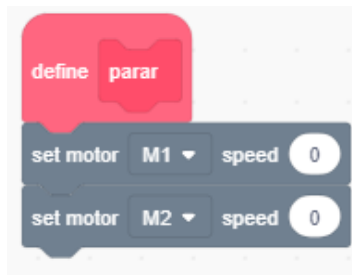 define parar
set motor M1 speed 0
set motor M2 speed 0